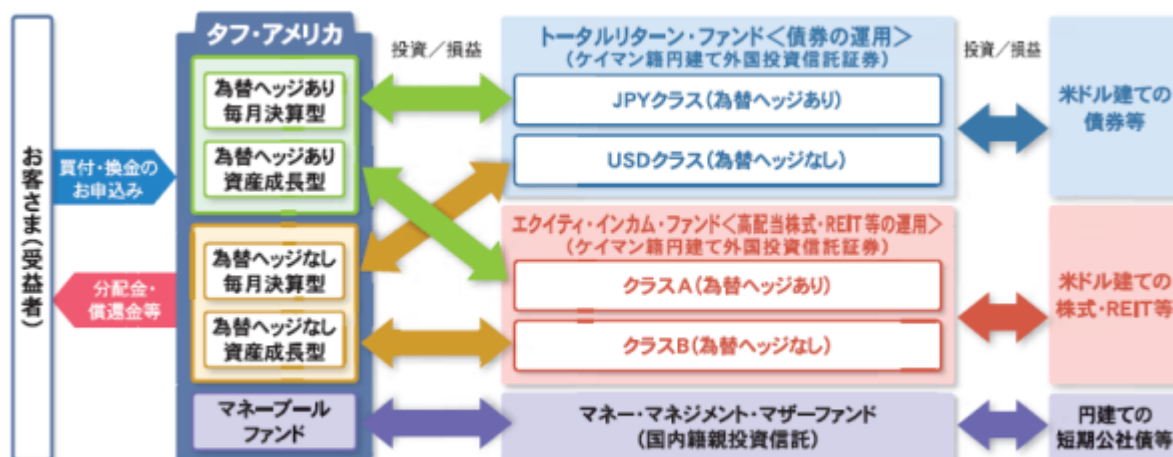 お客さま(受益者)
買付・換金の
お申込み
分配金・
償還金等
タフ・アメリカ
為替ヘッジあり
毎月決算型
為替ヘッジあり
資産成長型
為替ヘッジなし
毎月決算型
為替ヘッジなし
資産成長型
マネープール
ファンド
投資／損益
トータルリターン・ファンド＜債券の運用＞
(ケイマン籍円建て外国投資信託証券)
JPYクラス(為替ヘッジあり)
USDクラス(為替ヘッジなし)
エクイティ・インカム・ファンド＜高配当株式・REIT等の運用＞
(ケイマン籍円建て外国投資信託証券)
クラスA(為替ヘッジあり)
クラスB(為替ヘッジなし)
マネー・マネジメント・マザーファンド
(国内籍親投資信託)
投資／損益
米ドル建ての
債券等
米ドル建ての
株式・REIT等
円建ての
短期公社債等